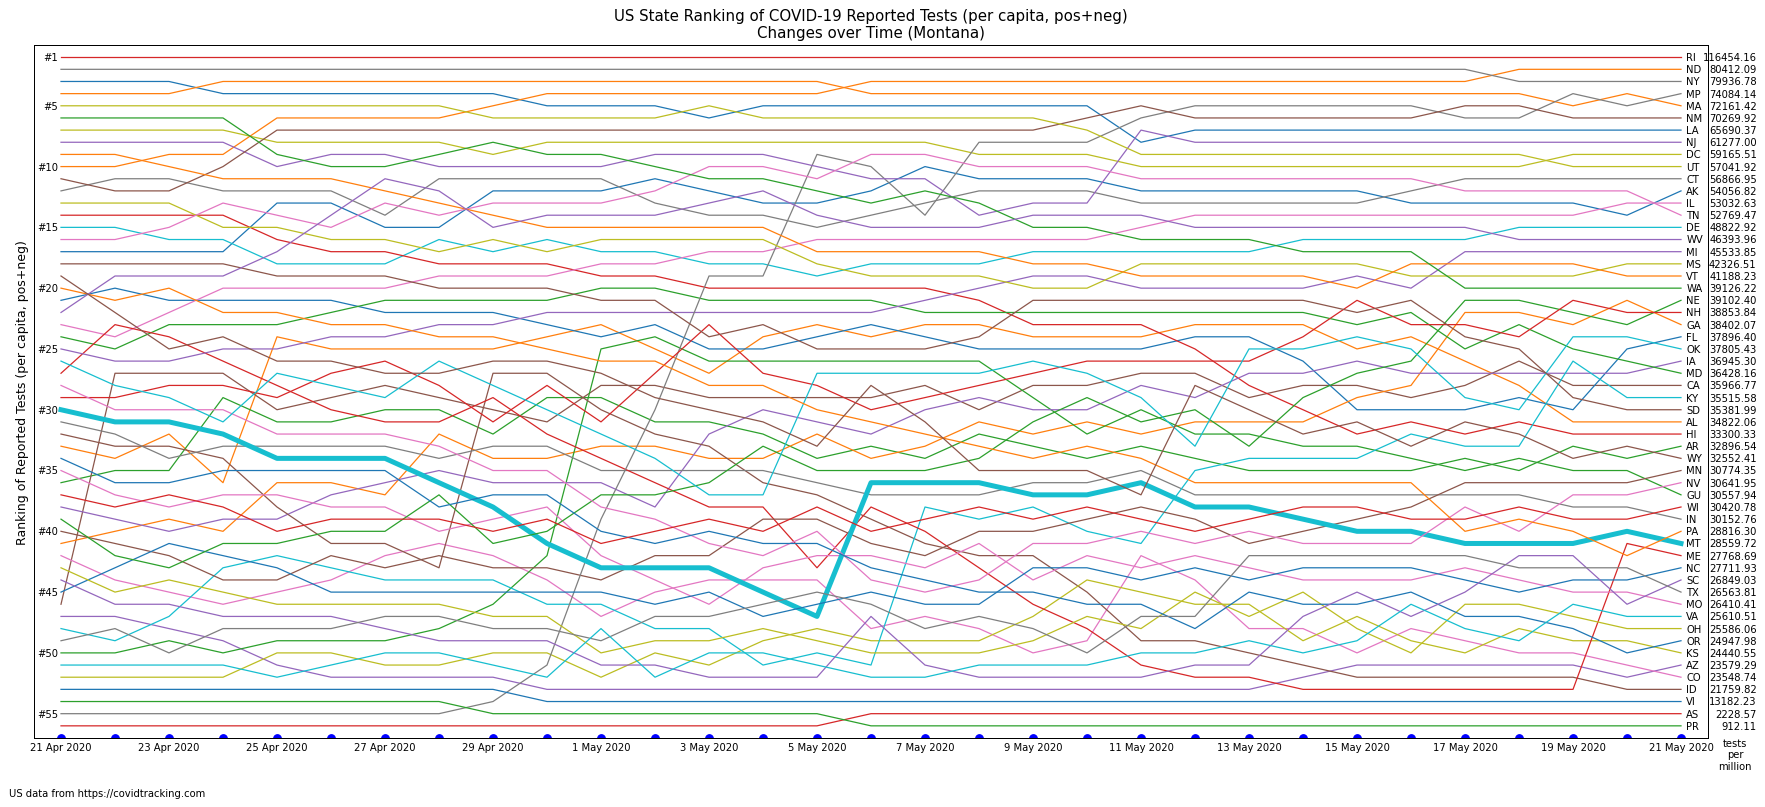 US State Ranking of COVID-19 Reported Tests (per capita, pos+neg)
Changes over Time (Montana)
Ranking of Reported Tests (per capita, pos+neg)
#1
#5
#10
#15
#20
#25
#30
#35
#40
#45
#50
#55
RI 116454.16
ND 80412.09
NY 79936.78
MP 74084.14
MA 72161.42
NM 70269.92
LA 65690.37
NJ 61277.00
DC 59165.51
UT 57041.92
CT 56866.95
AK 54056.82
IL 53032.63
TN 52769.47
DE 48822.92
WV 46393.96
MI 45533.85
MS 42326.51
VT 41188.23
WA 39126.22
NE 39102.40
NH 38853.84
GA 38402.07
FL 37896.40
OK 37805.43
IA 36945.30
MD 36428.16
CA 35966.77
KY 35515.58
SD 35381.99
AL 34822.06
HI 33300.33
AR 32896.54
WY 32552.41
MN 30774.35
NV 30641.95
GU 30557.94
WI 30420.78
IN 30152.76
PA 28816.30
MT 28559.72
ME 27768.69
NC 27711.93
SC 26849.03
TX 26563.81
MO 26410.41
VA 25610.51
OH 25586.06
OR 24947.98
KS 24440.55
AZ 23579.29
CO 23548.74
ID 21759.82
VI 13182.23
AS 2228.57
PR 912.11
21 Apr 2020 23 Apr 2020 25 Apr 2020 27 Apr 2020 29 Apr 2020 1 May 2020 3 May 2020 5 May 2020 7 May 2020 9 May 2020 11 May 2020 13 May 2020 15 May 2020 17 May 2020 19 May 2020 21 May 2020
tests
per
million
US data from https://covidtracking.com